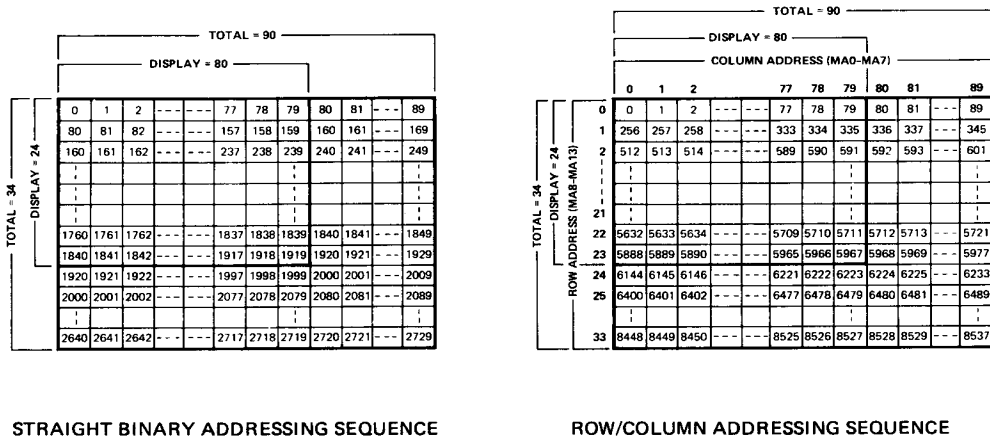 TOTAL = 90
DISPLAY = 80
TOTAL = 34
DISPLAY = 24
0 1 2 --- --- 77 78 79 80 81 --- 89
80 81 82 --- --- 157 158 159 160 161 --- 169
160 161 162 --- --- 237 238 239 240 241 --- 249
1760 1761 1762 --- --- 1837 1838 1839 1840 1841 --- 1849
1840 1841 1842 --- --- 1917 1918 1919 1920 1921 --- 1929
1920 1921 1922 --- --- 1997 1998 1999 2000 2001 --- 2009
2000 2001 2002 --- --- 2077 2078 2079 2080 2081 --- 2089
2640 2641 2642 --- --- 2717 2718 2719 2720 2721 --- 2729
STRAIGHT BINARY ADDRESSING SEQUENCE
TOTAL = 90
DISPLAY = 80
COLUMN ADDRESS (MA0-MA7)
TOTAL = 34
DISPLAY = 24
ROW ADDRESS (MA8-MA13)
0 1 2 77 78 79 80 81 89
0 0 1 2 --- --- 77 78 79 80 81 --- 89
1 256 257 258 --- --- 333 334 335 336 337 --- 345
2 512 513 514 --- --- 589 590 591 592 593 --- 601
21
22 5632 5633 5634 --- --- 5709 5710 5711 5712 5713 --- 5721
23 5888 5889 5890 --- --- 5965 5966 5967 5968 5969 --- 5977
24 6144 6145 6146 --- --- 6221 6222 6223 6224 6225 --- 6233
25 6400 6401 6402 --- --- 6477 6478 6479 6480 6481 --- 6489
33 8448 8449 8450 --- --- 8525 8526 8527 8528 8529 --- 8537
ROW/COLUMN ADDRESSING SEQUENCE